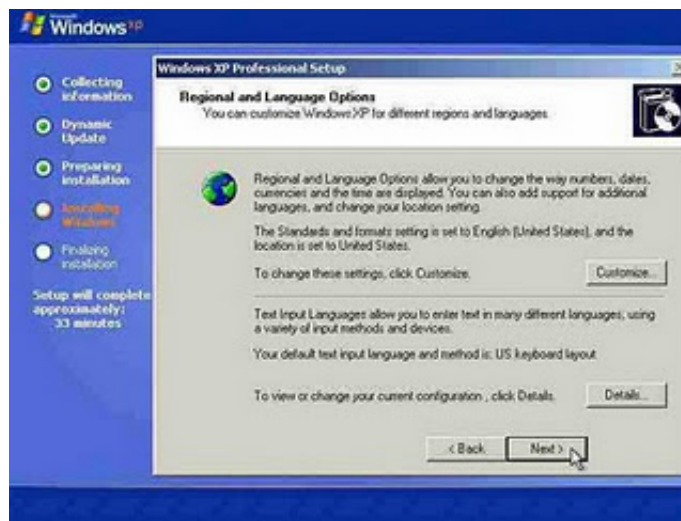 Windows xp
Collecting
information
Dynamic
Update
Preparing
installation
Installing
Windows
Finalizing
installation
Setup will complete
approximately:
33 minutes
Windows XP Professional Setup
Regional and Language Options
You can customize Windows XP for different regions and languages.
Regional and Language Options allow you to change the way numbers, dates,
currencies and the time are displayed. You can also add support for additional
languages, and change your location setting.
The Standards and formats setting is set to English (United States), and the
location is set to United States.
To change these settings, click Customize.
Customize...
Text Input Languages allow you to enter text in many different languages, using
a variety of input methods and devices.
Your default text input language and method is: US keyboard layout
To view or change your current configuration , click Details.
Details...
< Back
Next >